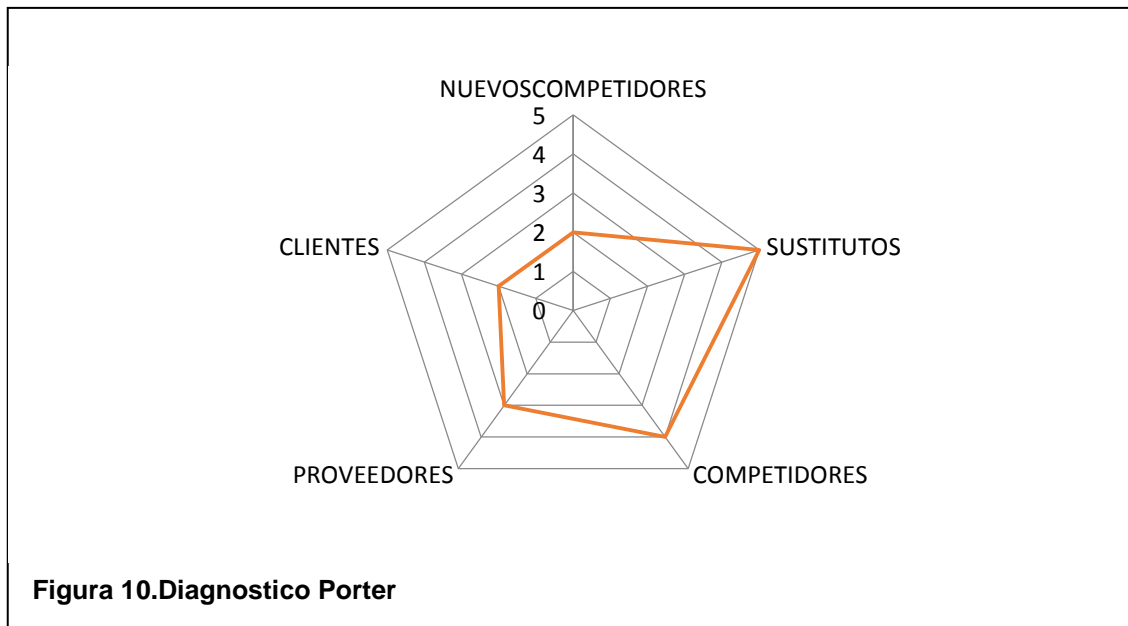 NUEVOSCOMPETIDORES
5
4
3
2
1
0
CLIENTES
SUSTITUTOS
PROVEEDORES
COMPETIDORES
Figura 10.Diagnostico Porter